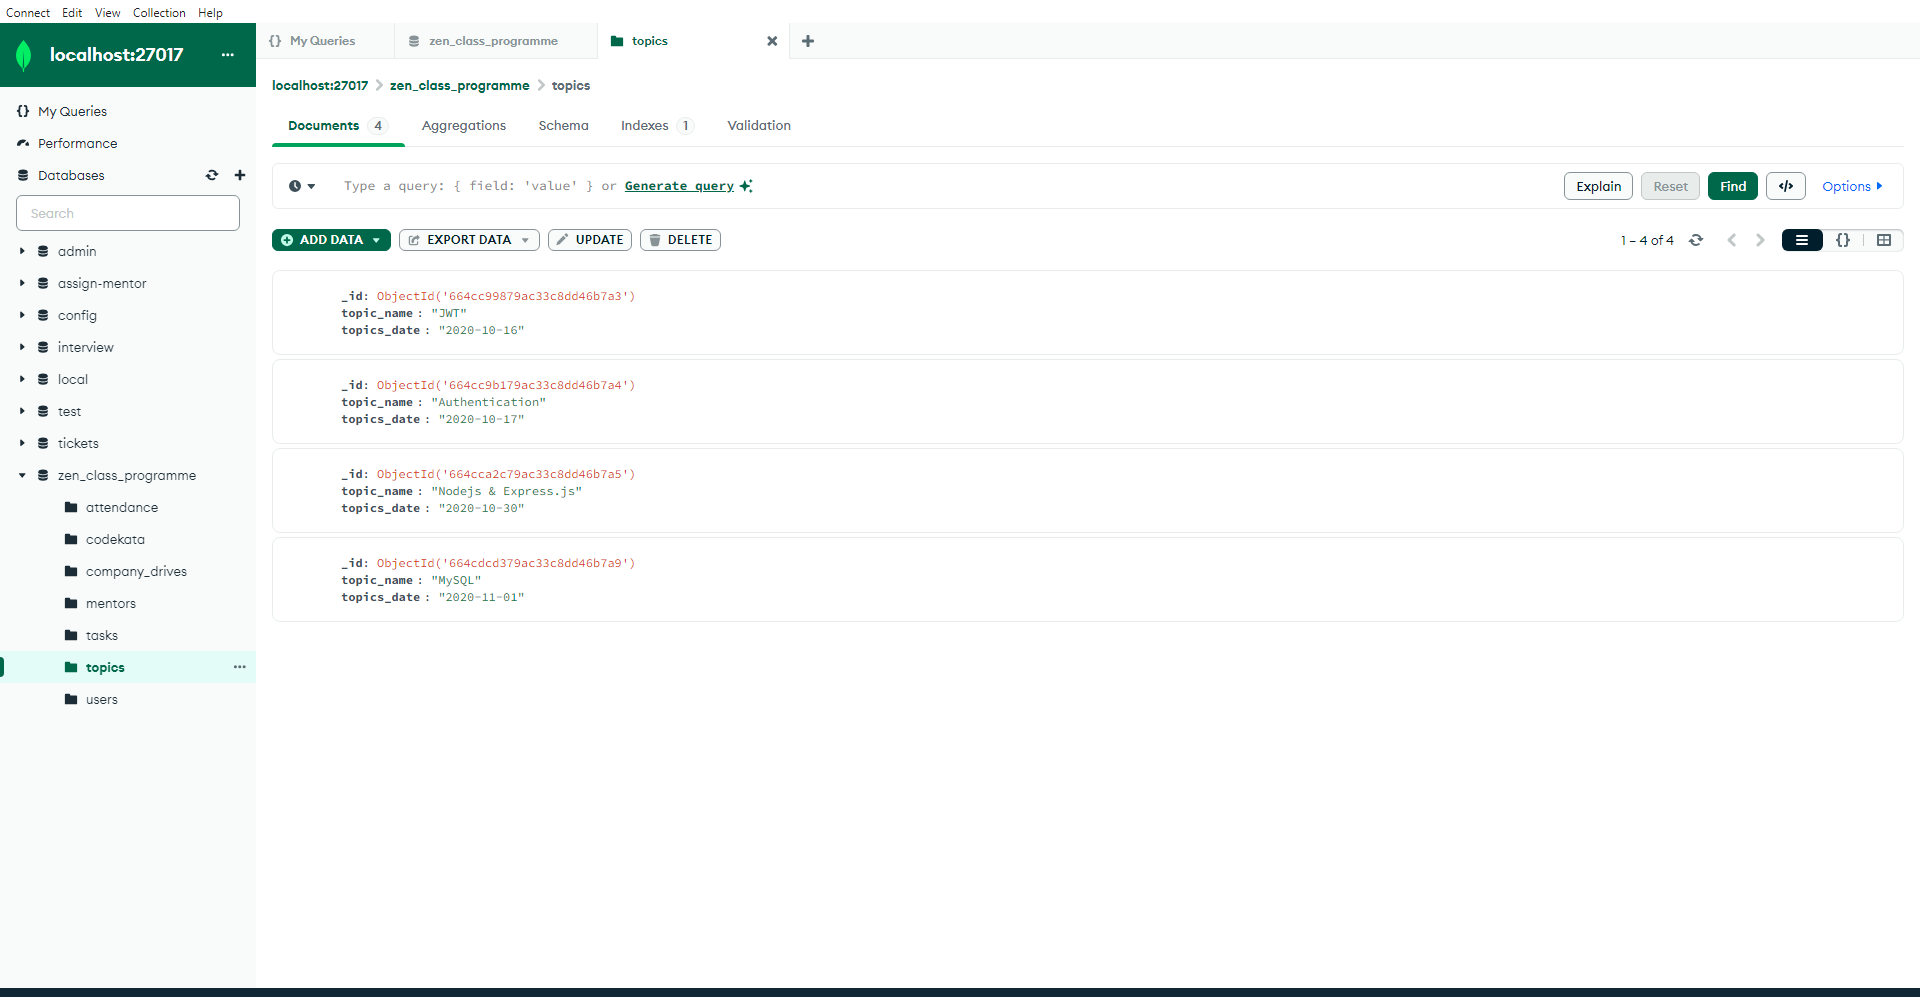 Connect Edit View Collection Help
localhost:27017
My Queries
zen_class_programme
topics
localhost:27017 > zen_class_programme > topics
My Queries
Performance
Databases
Search
admin
assign-mentor
config
interview
local
test
tickets
zen_class_programme
attendance
codekata
company_drives
mentors
tasks
topics
users
Documents 4 Aggregations Schema Indexes 1 Validation
Type a query: { field: 'value' } or Generate query
Explain Reset Find </> Options
ADD DATA EXPORT DATA UPDATE DELETE
1 – 4 of 4 {}
_id: ObjectId('664cc99879ac33c8dd46b7a3')
topic_name : "JWT"
topics_date : "2020-10-16"
_id: ObjectId('664cc9b179ac33c8dd46b7a4')
topic_name : "Authentication"
topics_date : "2020-10-17"
_id: ObjectId('664cca2c79ac33c8dd46b7a5')
topic_name : "Nodejs & Express.js"
topics_date : "2020-10-30"
_id: ObjectId('664cdcd379ac33c8dd46b7a9')
topic_name : "MySQL"
topics_date : "2020-11-01"